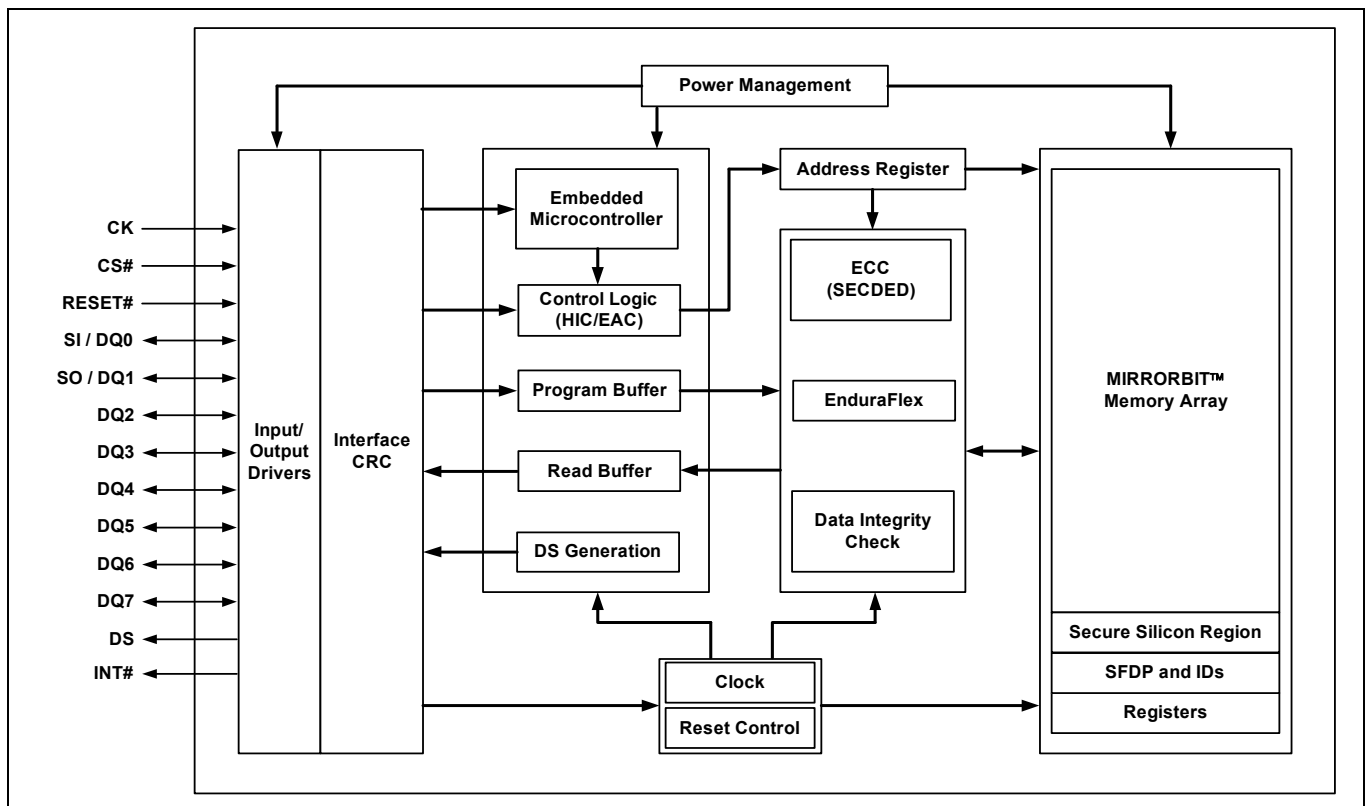 Power Management
Address Register
Embedded
Microcontroller
CK
CS#
RESET#
SI / DQ0
SO / DQ1
DQ2
DQ3
DQ4
DQ5
DQ6
DQ7
DS
INT#
Input/
Output
Drivers
Interface
CRC
Control Logic
(HIC/EAC)
Program Buffer
Read Buffer
DS Generation
ECC
(SECDED)
EnduraFlex
Data Integrity
Check
MIRRORBIT™
Memory Array
Secure Silicon Region
SFDP and IDs
Registers
Clock
Reset Control